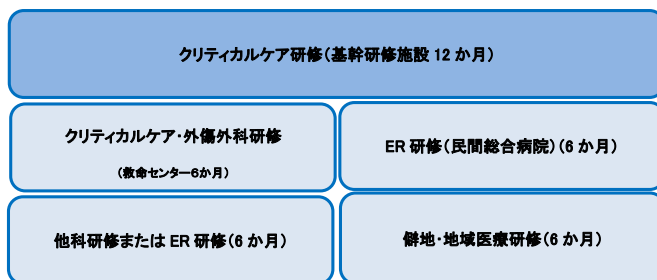 クリティカルケア研修（基幹研修施設 12 か月）
クリティカルケア・外傷外科研修
（救命センター6か月）
ER 研修（民間総合病院）（6 か月）
他科研修または ER 研修（6 か月）
僻地・地域医療研修（6 か月）